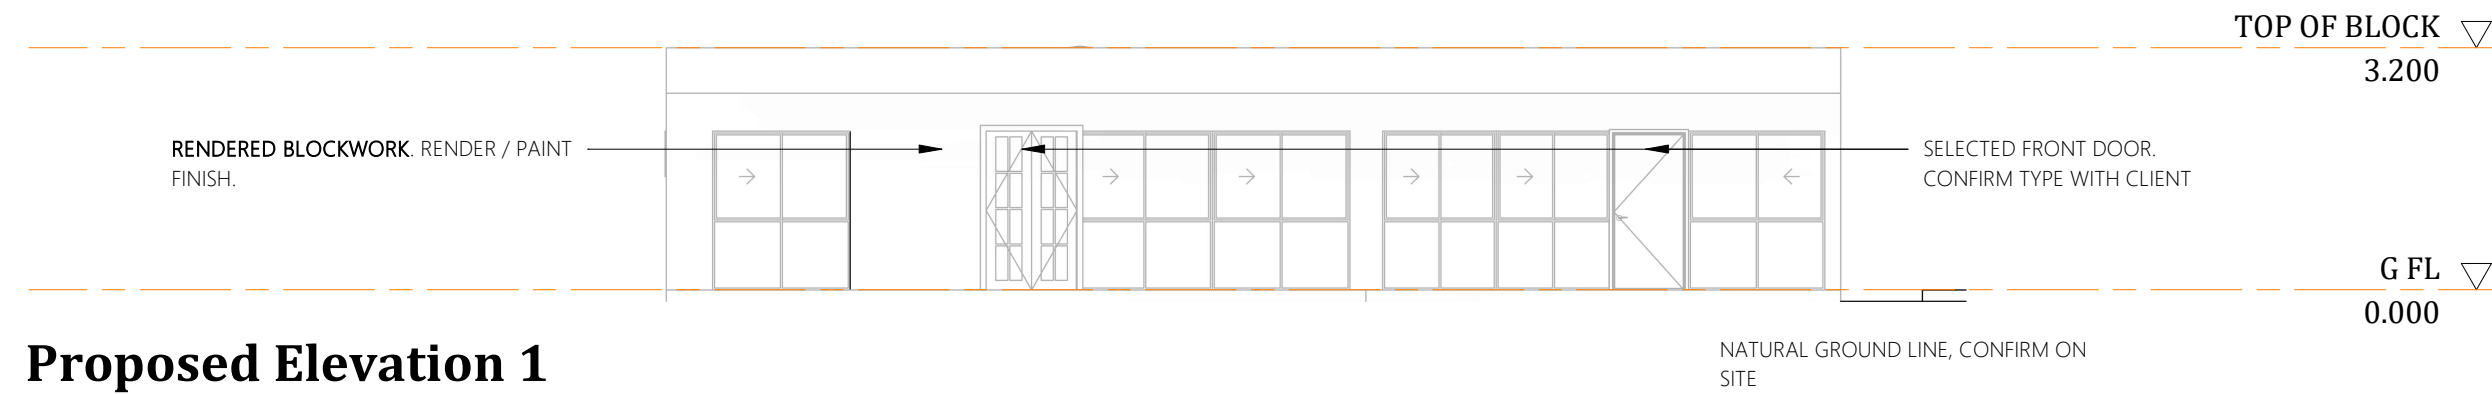 TOP OF BLOCK
3.200
RENDERED BLOCKWORK. RENDER / PAINT
FINISH.
SELECTED FRONT DOOR.
CONFIRM TYPE WITH CLIENT
G FL
0.000
NATURAL GROUND LINE, CONFIRM ON
SITE
Proposed Elevation 1